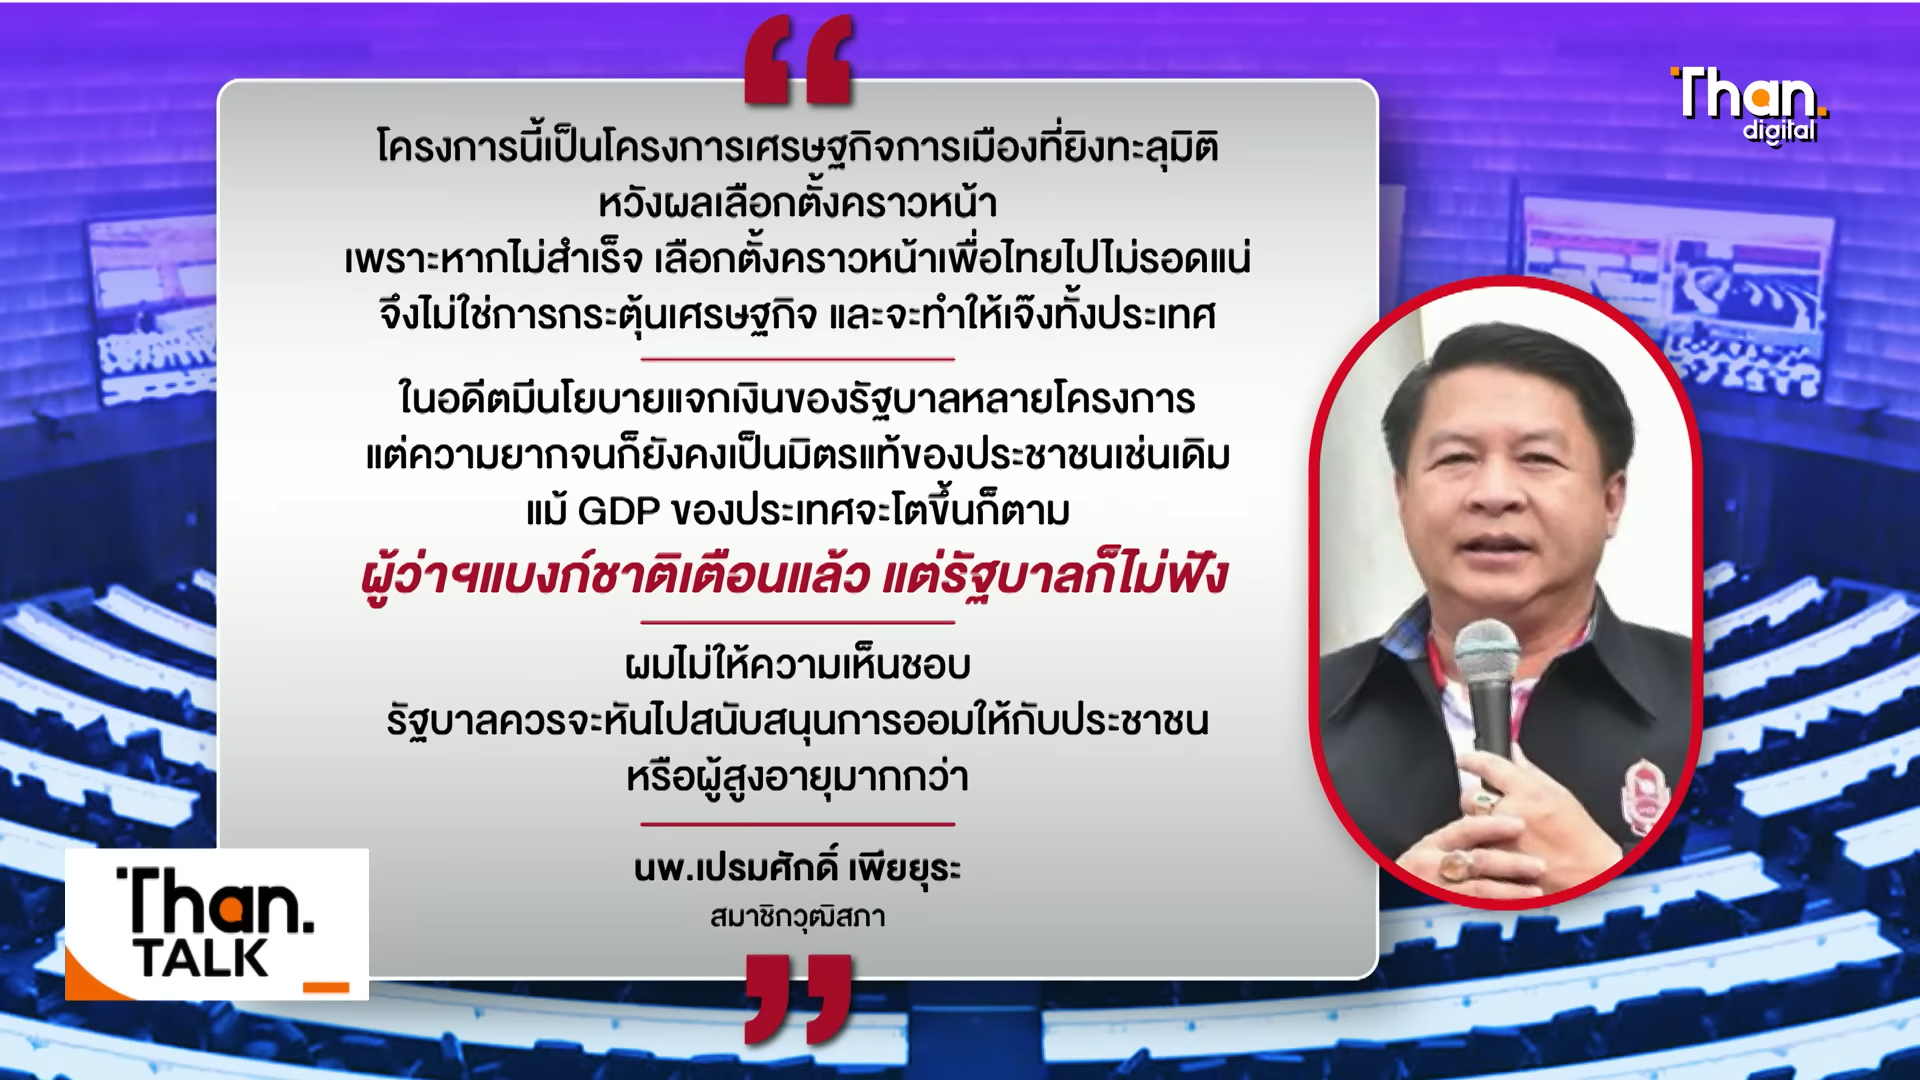 Than.
digital
โครงการนี้เป็นโครงการเศรษฐกิจการเมืองที่ยิงทะลุมิติ
หวังผลเลือกตั้งคราวหน้า
เพราะหากไม่สำเร็จ เลือกตั้งคราวหน้าเพื่อไทยไปไม่รอดแน่
จึงไม่ใช่การกระตุ้นเศรษฐกิจ และจะทำให้เจ๊งทั้งประเทศ
ในอดีตมีนโยบายแจกเงินของรัฐบาลหลายโครงการ
แต่ความยากจนก็ยังคงเป็นมิตรแท้ของประชาชนเช่นเดิม
แม้ GDP ของประเทศจะโตขึ้นก็ตาม
ผู้ว่าฯแบงก์ชาติเตือนแล้ว แต่รัฐบาลก็ไม่ฟัง
ผมไม่ให้ความเห็นชอบ
รัฐบาลควรจะหันไปสนับสนุนการออมให้กับประชาชน
หรือผู้สูงอายุมากกว่า
นพ.เปรมศักดิ์ เพียยุระ
สมาชิกวุฒิสภา
Than.
TALK